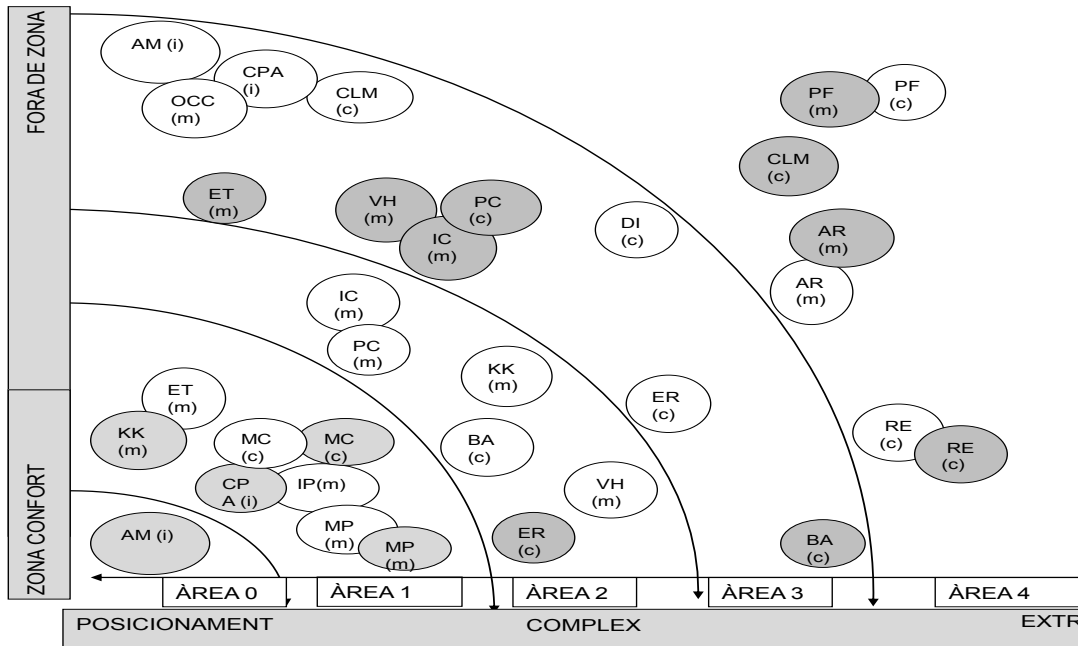 FORA DE ZONA
ZONA CONFORT
AM (i)
CPA
(i)
OCC
(m)
CLM
(c)
PF
(m)
PF
(c)
CLM
(c)
ET
(m)
VH
(m)
PC
(c)
IC
(m)
DI
(c)
AR
(m)
AR
(m)
IC
(m)
PC
(m)
KK
(m)
ER
(c)
ET
(m)
KK
(m)
MC
(c)
MC
(c)
BA
(c)
RE
(c)
RE
(c)
CP
A (i)
IP(m)
VH
(m)
MP
(m)
MP
(m)
AM (i)
ER
(c)
BA
(c)
ÀREA 0
ÀREA 1
ÀREA 2
ÀREA 3
ÀREA 4
POSICIONAMENT
COMPLEX
EXTR